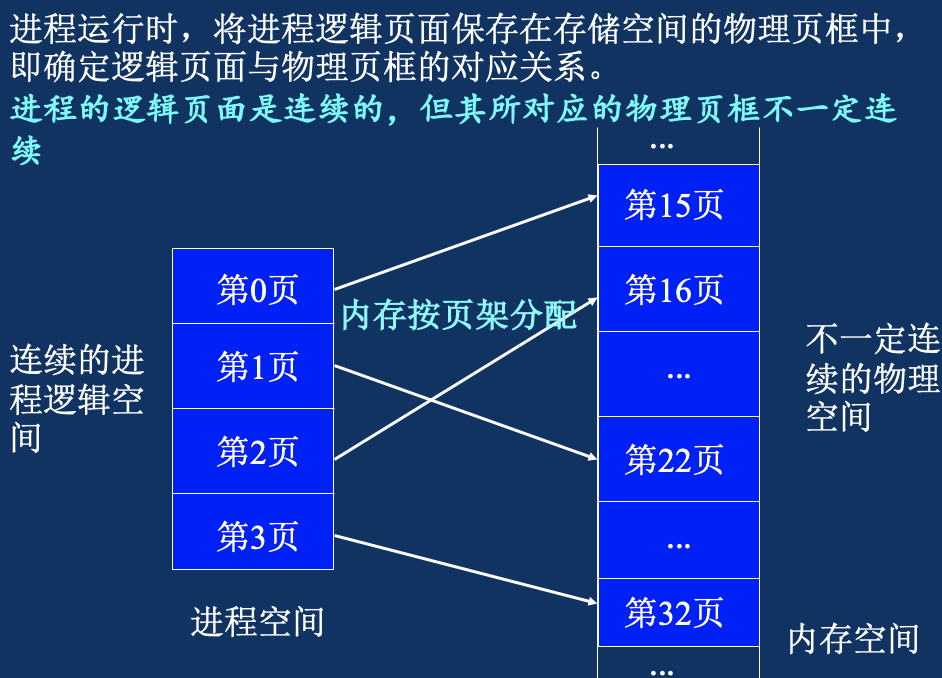 进程运行时，将进程逻辑页面保存在存储空间的物理页框中，
即确定逻辑页面与物理页框的对应关系。
进程的逻辑页面是连续的，但其所对应的物理页框不一定连
续
...
第15页
第0页
第16页
内存按页架分配
连续的进
程逻辑空
间
第1页
...
不一定连
续的物理
空间
第2页
第22页
第3页
...
进程空间
第32页
内存空间
...